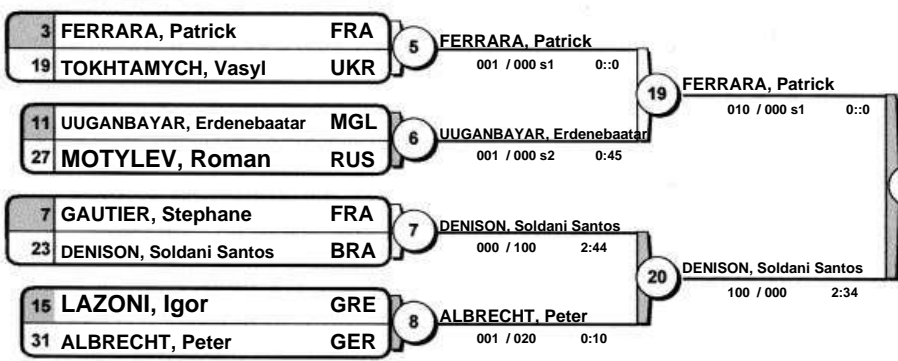 3 FERRARA, Patrick FRA
19 TOKHTAMYCH, Vasyl UKR
5
FERRARA, Patrick
001 / 000 s1 0::0
11 UUGANBAYAR, Erdenebaatar MGL
27 MOTYLEV, Roman RUS
6
UUGANBAYAR, Erdenebaatar
001 / 000 s2 0:45
19
FERRARA, Patrick
010 / 000 s1 0::0
7 GAUTIER, Stephane FRA
23 DENISON, Soldani Santos BRA
7
DENISON, Soldani Santos
000 / 100 2:44
15 LAZONI, Igor GRE
31 ALBRECHT, Peter GER
8
ALBRECHT, Peter
001 / 020 0:10
20
DENISON, Soldani Santos
100 / 000 2:34